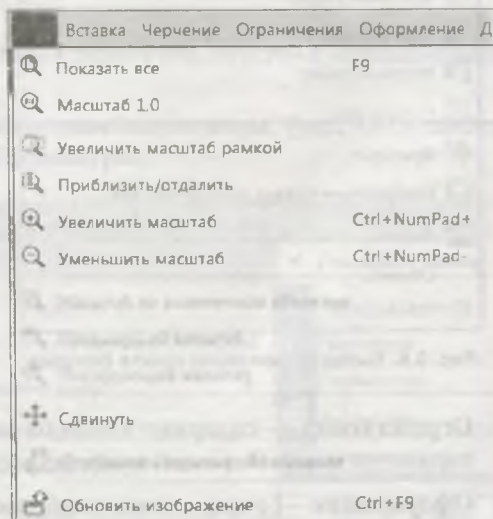 Вставка Черчение Ограничения Оформление Д
Показать все F9
Масштаб 1.0
Увеличить масштаб рамкой
Приблизить/отдалить
Увеличить масштаб Ctrl+NumPad+
Уменьшить масштаб Ctrl+NumPad-
Сдвинуть
Обновить изображение Ctrl+F9